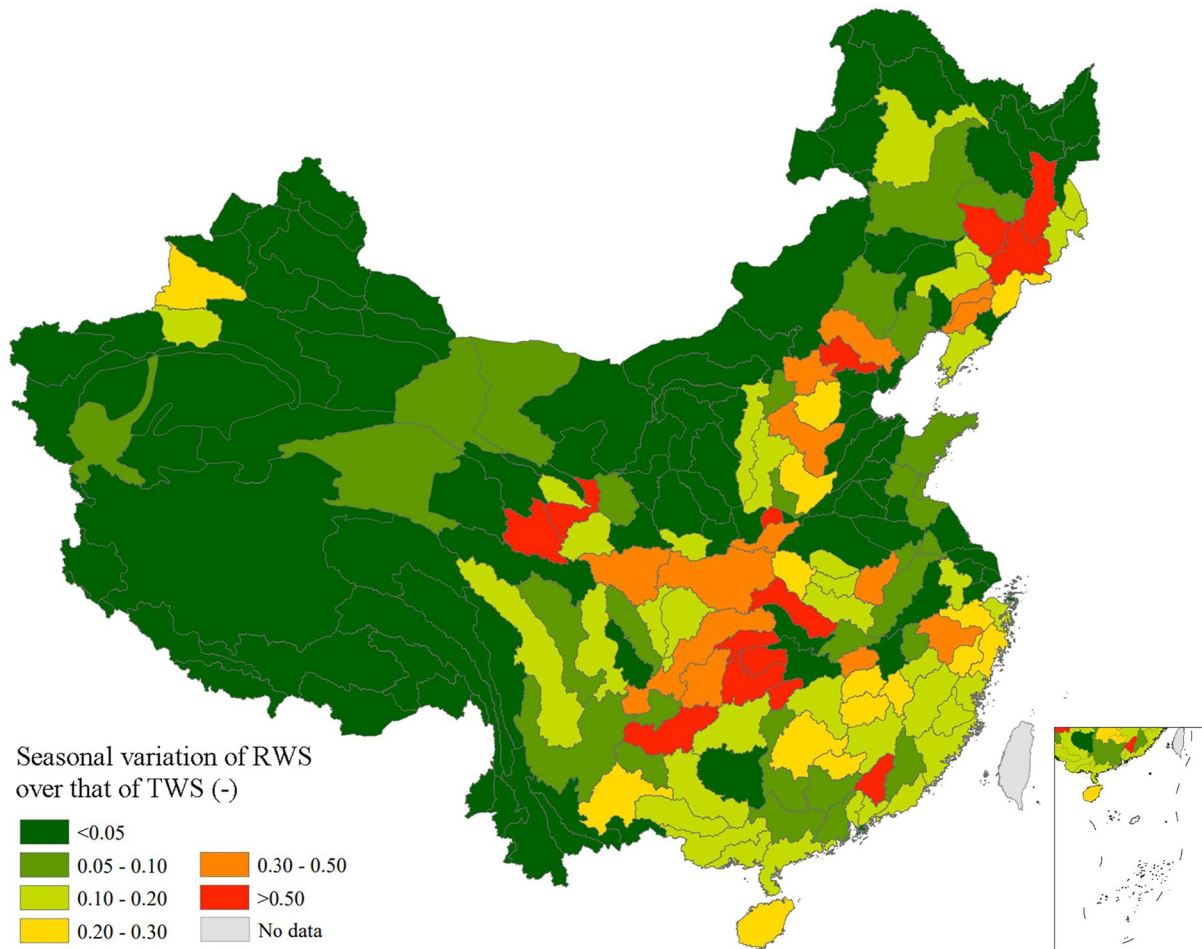 Seasonal variation of RWS
over that of TWS (-)
<0.05
0.05 - 0.10
0.10 - 0.20
0.20 - 0.30
0.30 - 0.50
>0.50
No data